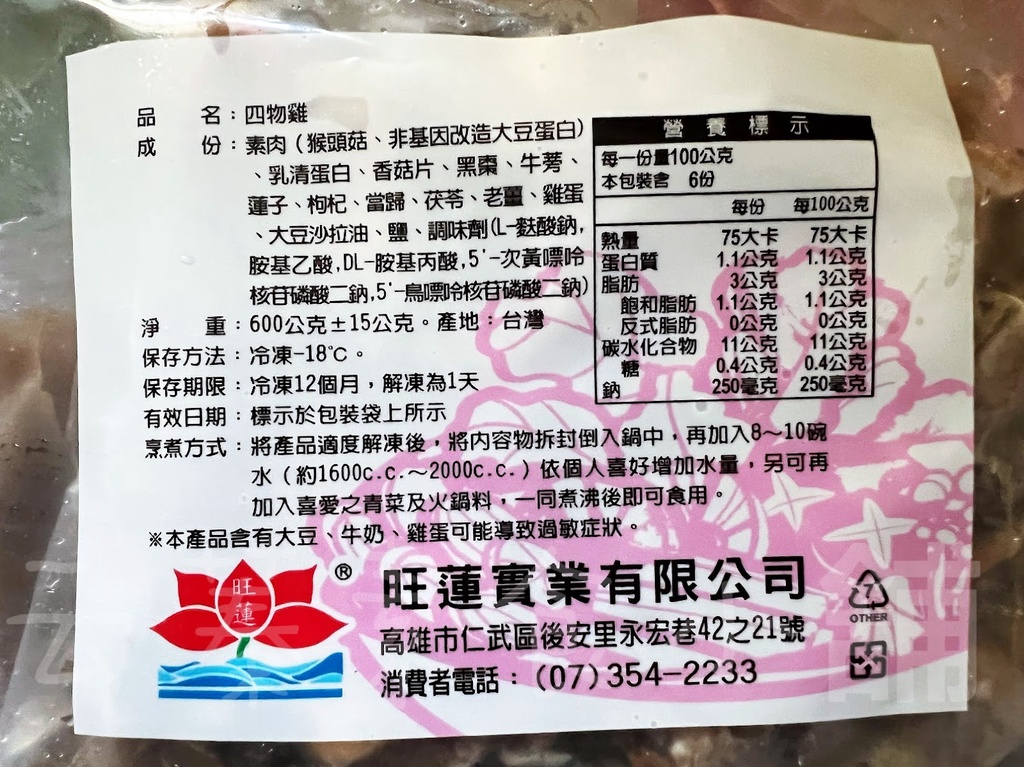 品 名：四物雞
成 份：素肉（猴頭菇、非基因改造大豆蛋白）
、乳清蛋白、香菇片、黑棗、牛蒡、
蓮子、枸杞、當歸、茯苓、老薑、雞蛋
、大豆沙拉油、鹽、調味劑(L-麩酸鈉,
胺基乙酸,DL-胺基丙酸,5'-次黃嘌呤
核苷磷酸二鈉,5'-鳥嘌呤核苷磷酸二鈉)
淨 重：600公克±15公克。產地：台灣
保存方法：冷凍-18℃。
保存期限：冷凍12個月，解凍為1天
有效日期：標示於包裝袋上所示
烹煮方式：將產品適度解凍後，將內容物拆封倒入鍋中，再加入8～10碗
水（約1600c.c.～2000c.c.）依個人喜好增加水量，另可再
加入喜愛之青菜及火鍋料，一同煮沸後即可食用。
※本產品含有大豆、牛奶、雞蛋可能導致過敏症狀。
營養標示
每一份量100公克
本包裝含 6份
每份 每100公克
熱量 75大卡 75大卡
蛋白質 1.1公克 1.1公克
脂肪 3公克 3公克
飽和脂肪 1.1公克 1.1公克
反式脂肪 0公克 0公克
碳水化合物 11公克 11公克
糖 0.4公克 0.4公克
鈉 250毫克 250毫克
旺
蓮
®
旺蓮實業有限公司
高雄市仁武區後安里永宏巷42之21號
消費者電話：(07)354-2233
OTHER